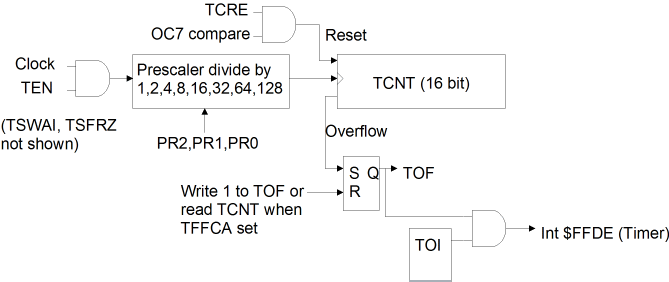 TCRE
OC7 compare
Reset
Clock
TEN
Prescaler divide by
1,2,4,8,16,32,64,128
TCNT (16 bit)
(TSWAI, TSFRZ
not shown)
PR2,PR1,PR0
Overflow
S Q
TOF
R
Write 1 to TOF or
read TCNT when
TFFCA set
TOI
Int $FFDE (Timer)